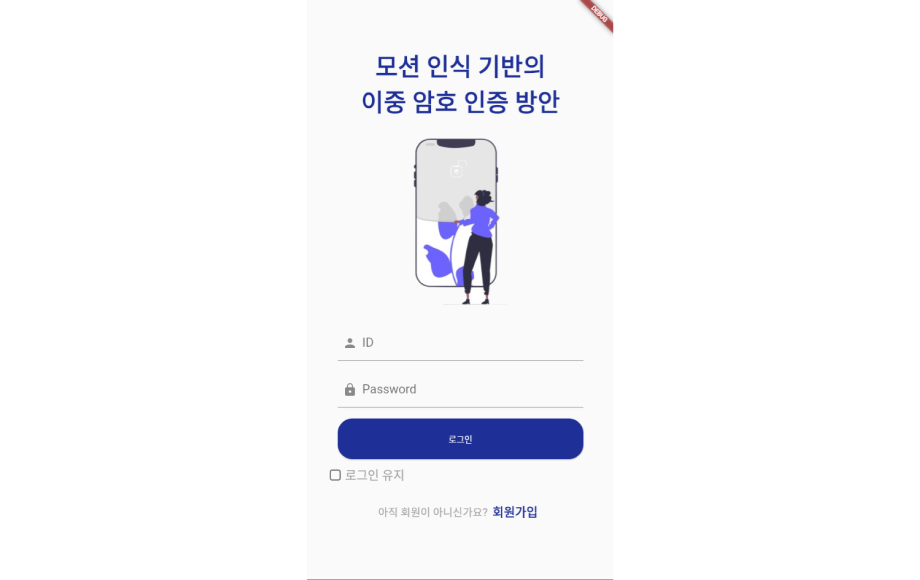 DEBUG
모션 인식 기반의
이중 암호 인증 방안
ID
Password
로그인
로그인 유지
아직 회원이 아니신가요? 회원가입